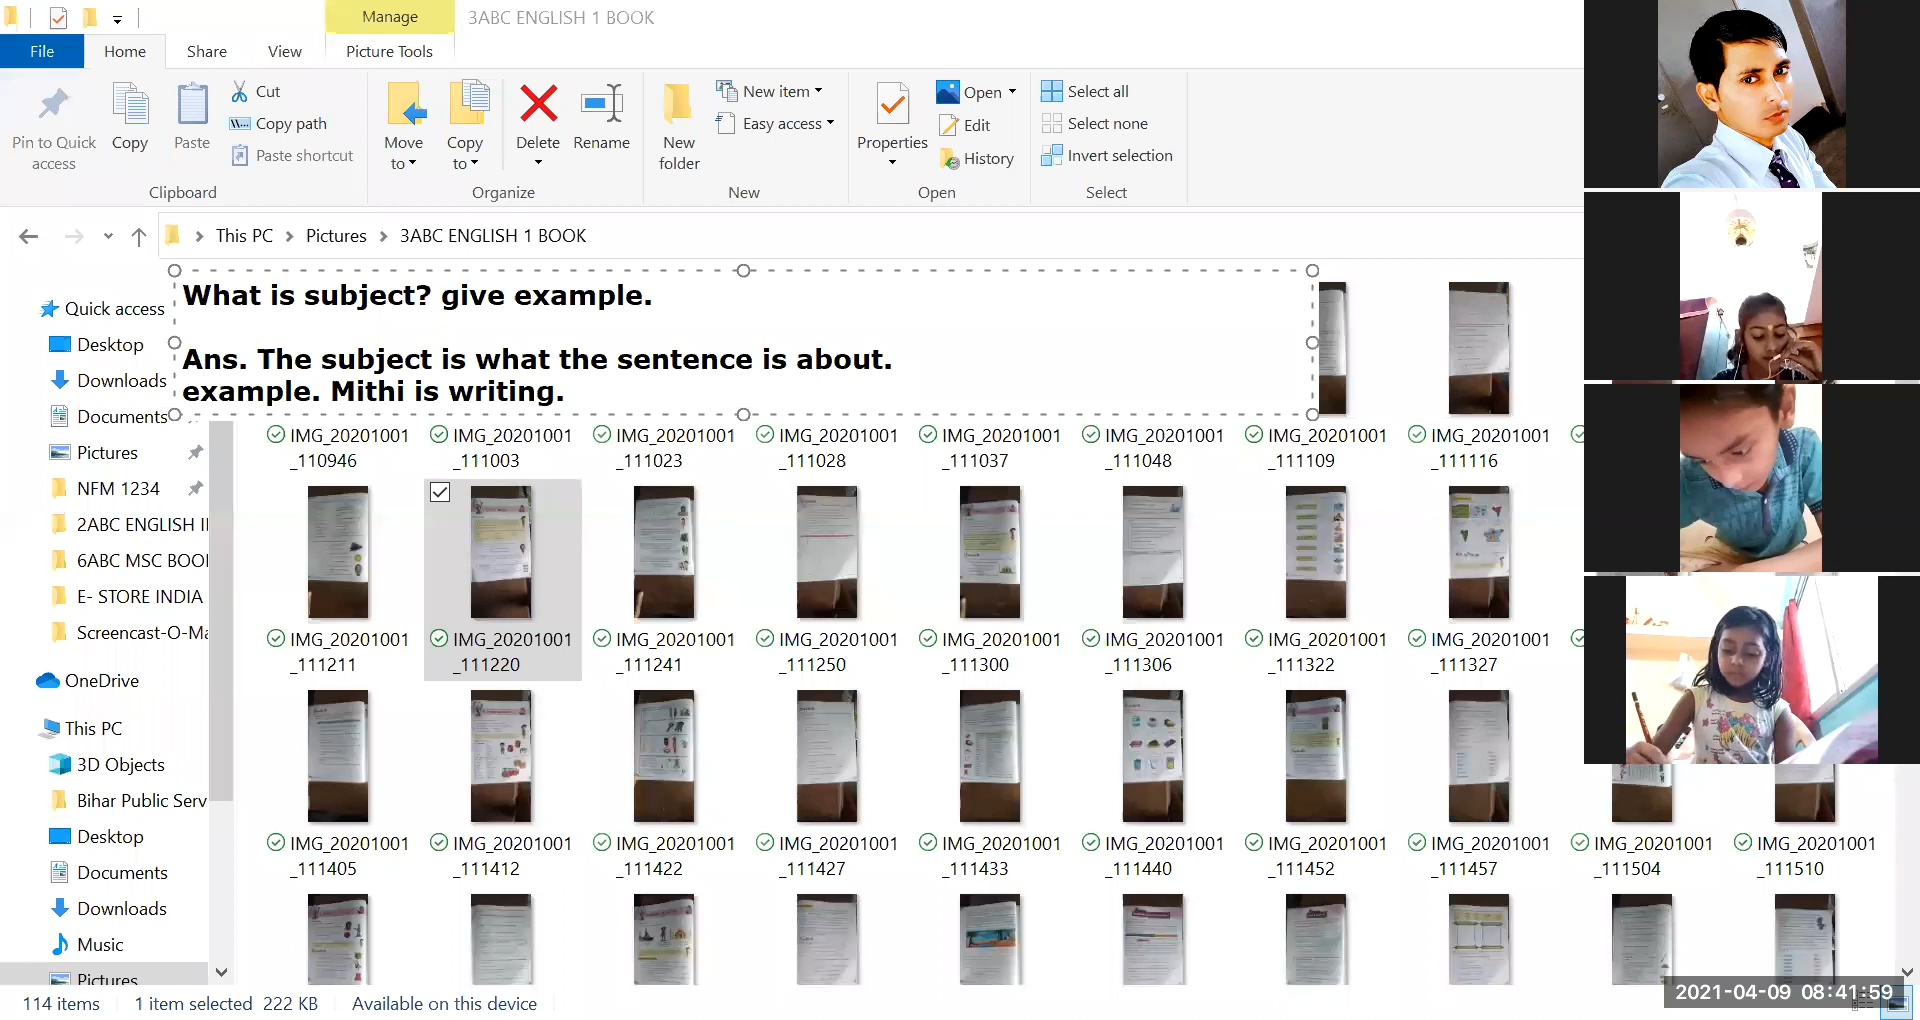 Manage
3ABC ENGLISH 1 BOOK
File
Home
Share
View
Picture Tools
Pin to Quick access
Copy
Paste
Cut
Copy path
Paste shortcut
Move to
Copy to
Delete
Rename
New folder
New item
Easy access
Properties
Open
Edit
History
Select all
Select none
Invert selection
Clipboard
Organize
New
Open
Select
This PC
Pictures
3ABC ENGLISH 1 BOOK
What is subject? give example.
Ans. The subject is what the sentence is about.
example. Mithi is writing.
Quick access
Desktop
Downloads
Documents
Pictures
NFM 1234
2ABC ENGLISH I
6ABC MSC BOO
E- STORE INDIA
Screencast-O-Ma
OneDrive
This PC
3D Objects
Bihar Public Serv
Desktop
Documents
Downloads
Music
Pictures
IMG_20201001_110946
IMG_20201001_111003
IMG_20201001_111023
IMG_20201001_111028
IMG_20201001_111037
IMG_20201001_111048
IMG_20201001_111109
IMG_20201001_111116
IMG_20201001_111211
IMG_20201001_111220
IMG_20201001_111241
IMG_20201001_111250
IMG_20201001_111300
IMG_20201001_111306
IMG_20201001_111322
IMG_20201001_111327
IMG_20201001_111405
IMG_20201001_111412
IMG_20201001_111422
IMG_20201001_111427
IMG_20201001_111433
IMG_20201001_111440
IMG_20201001_111452
IMG_20201001_111457
IMG_20201001_111504
IMG_20201001_111510
114 items
1 item selected 222 KB
Available on this device
2021-04-09 08:41:59